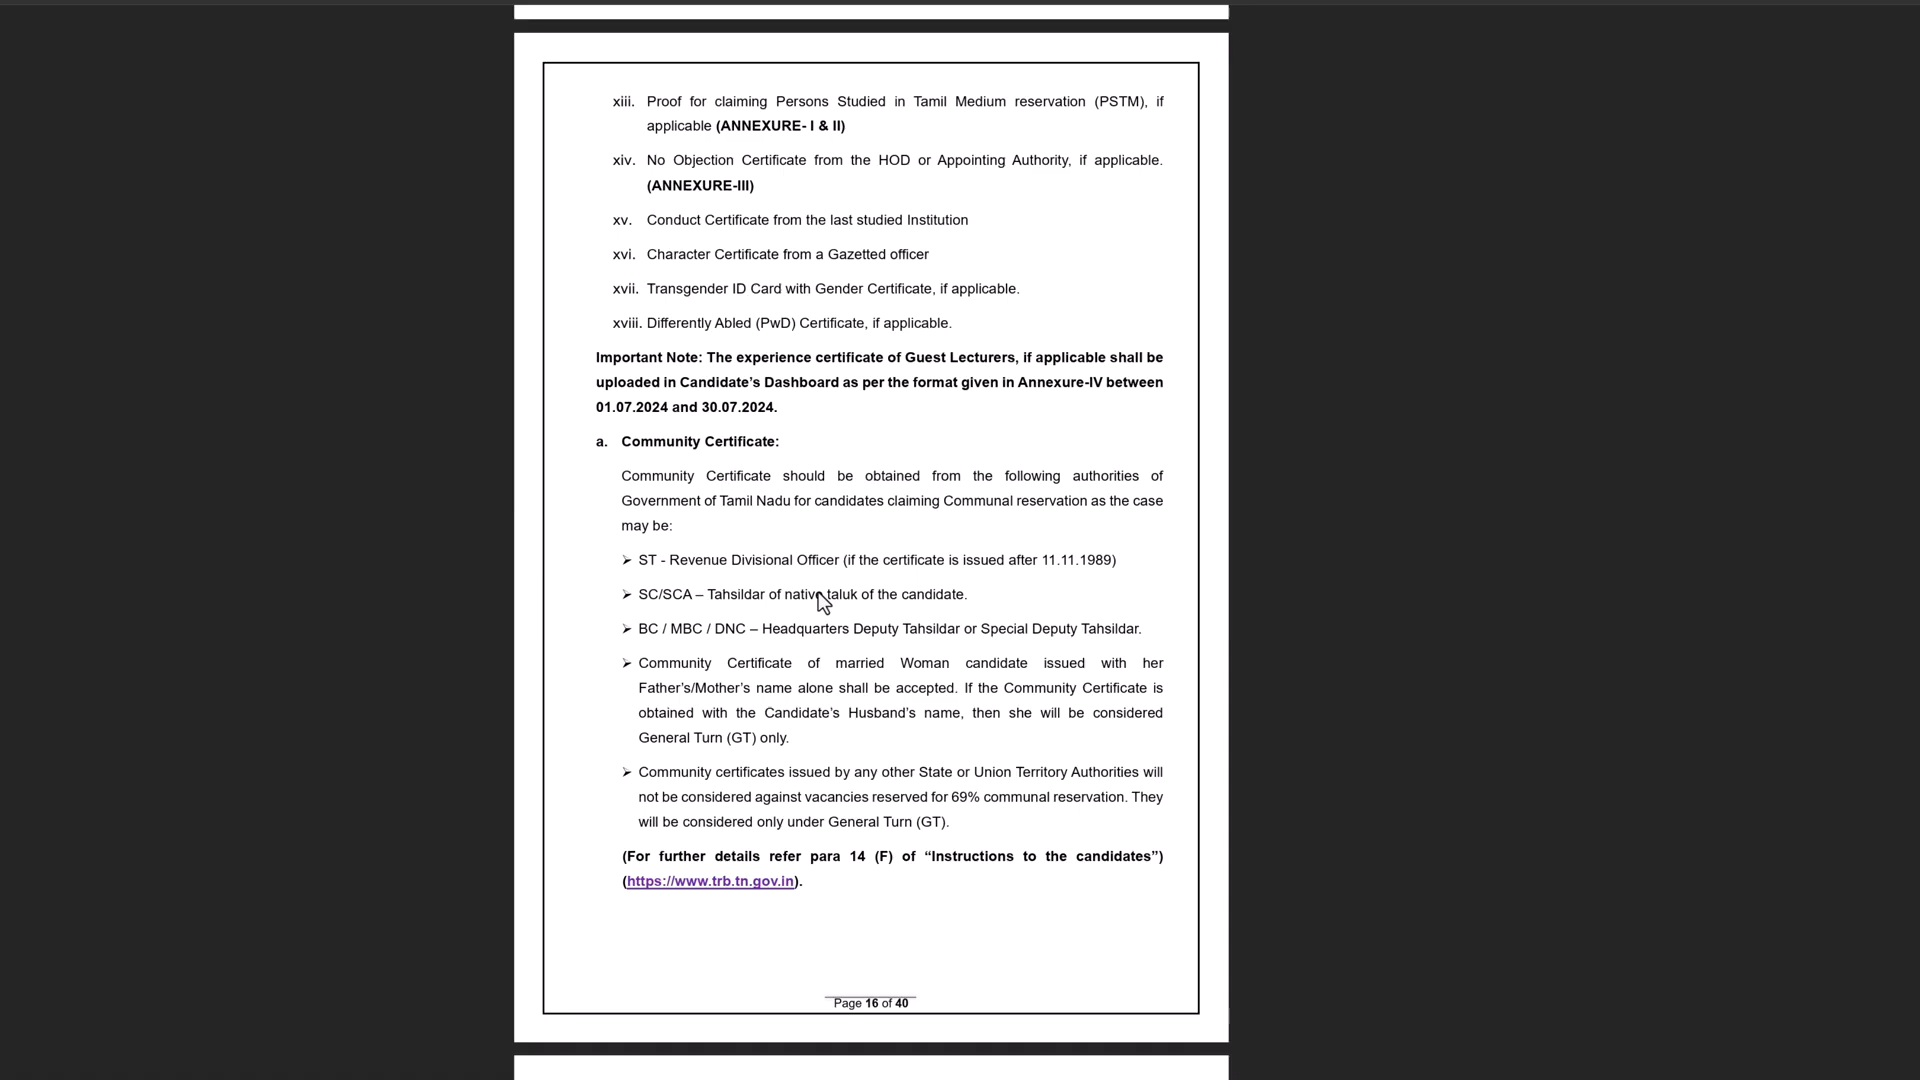 xiii. Proof for claiming Persons Studied in Tamil Medium reservation (PSTM), if
applicable (ANNEXURE- I & II)
xiv. No Objection Certificate from the HOD or Appointing Authority, if applicable.
(ANNEXURE-III)
xv. Conduct Certificate from the last studied Institution
xvi. Character Certificate from a Gazetted officer
xvii. Transgender ID Card with Gender Certificate, if applicable.
xviii. Differently Abled (PwD) Certificate, if applicable.
Important Note: The experience certificate of Guest Lecturers, if applicable shall be
uploaded in Candidate’s Dashboard as per the format given in Annexure-IV between
01.07.2024 and 30.07.2024.
a. Community Certificate:
Community Certificate should be obtained from the following authorities of
Government of Tamil Nadu for candidates claiming Communal reservation as the case
may be:
➢ ST - Revenue Divisional Officer (if the certificate is issued after 11.11.1989)
➢ SC/SCA – Tahsildar of native taluk of the candidate.
➢ BC / MBC / DNC – Headquarters Deputy Tahsildar or Special Deputy Tahsildar.
➢ Community Certificate of married Woman candidate issued with her
Father’s/Mother’s name alone shall be accepted. If the Community Certificate is
obtained with the Candidate’s Husband’s name, then she will be considered
General Turn (GT) only.
➢ Community certificates issued by any other State or Union Territory Authorities will
not be considered against vacancies reserved for 69% communal reservation. They
will be considered only under General Turn (GT).
(For further details refer para 14 (F) of “Instructions to the candidates”)
(https://www.trb.tn.gov.in).
Page 16 of 40